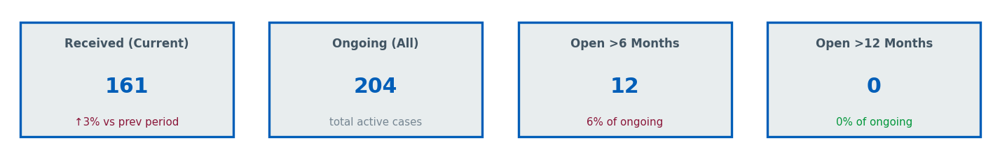 Received (Current)
161
↑3% vs prev period
Ongoing (All)
204
total active cases
Open >6 Months
12
6% of ongoing
Open >12 Months
0
0% of ongoing